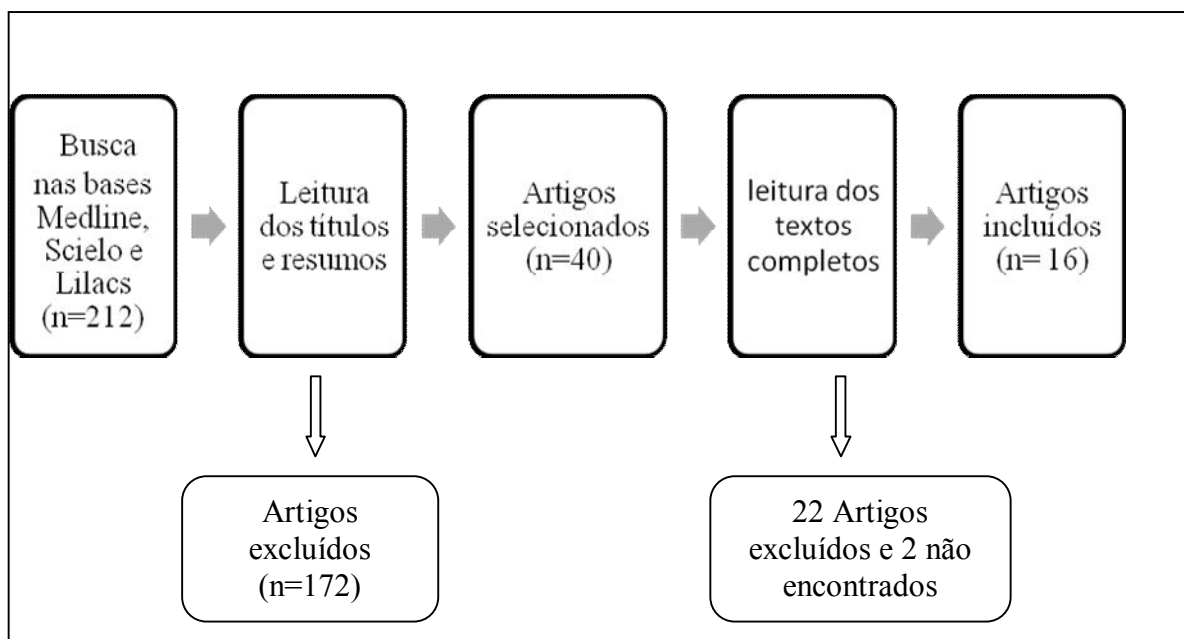 Busca
nas bases
Medline,
Scielo e
Lilacs
(n=212)
Leitura
dos títulos
e resumos
Artigos
selecionados
(n=40)
leitura dos
textos
completos
Artigos
incluídos
(n= 16)
Artigos
excluídos
(n=172)
22 Artigos
excluídos e 2 não
encontrados